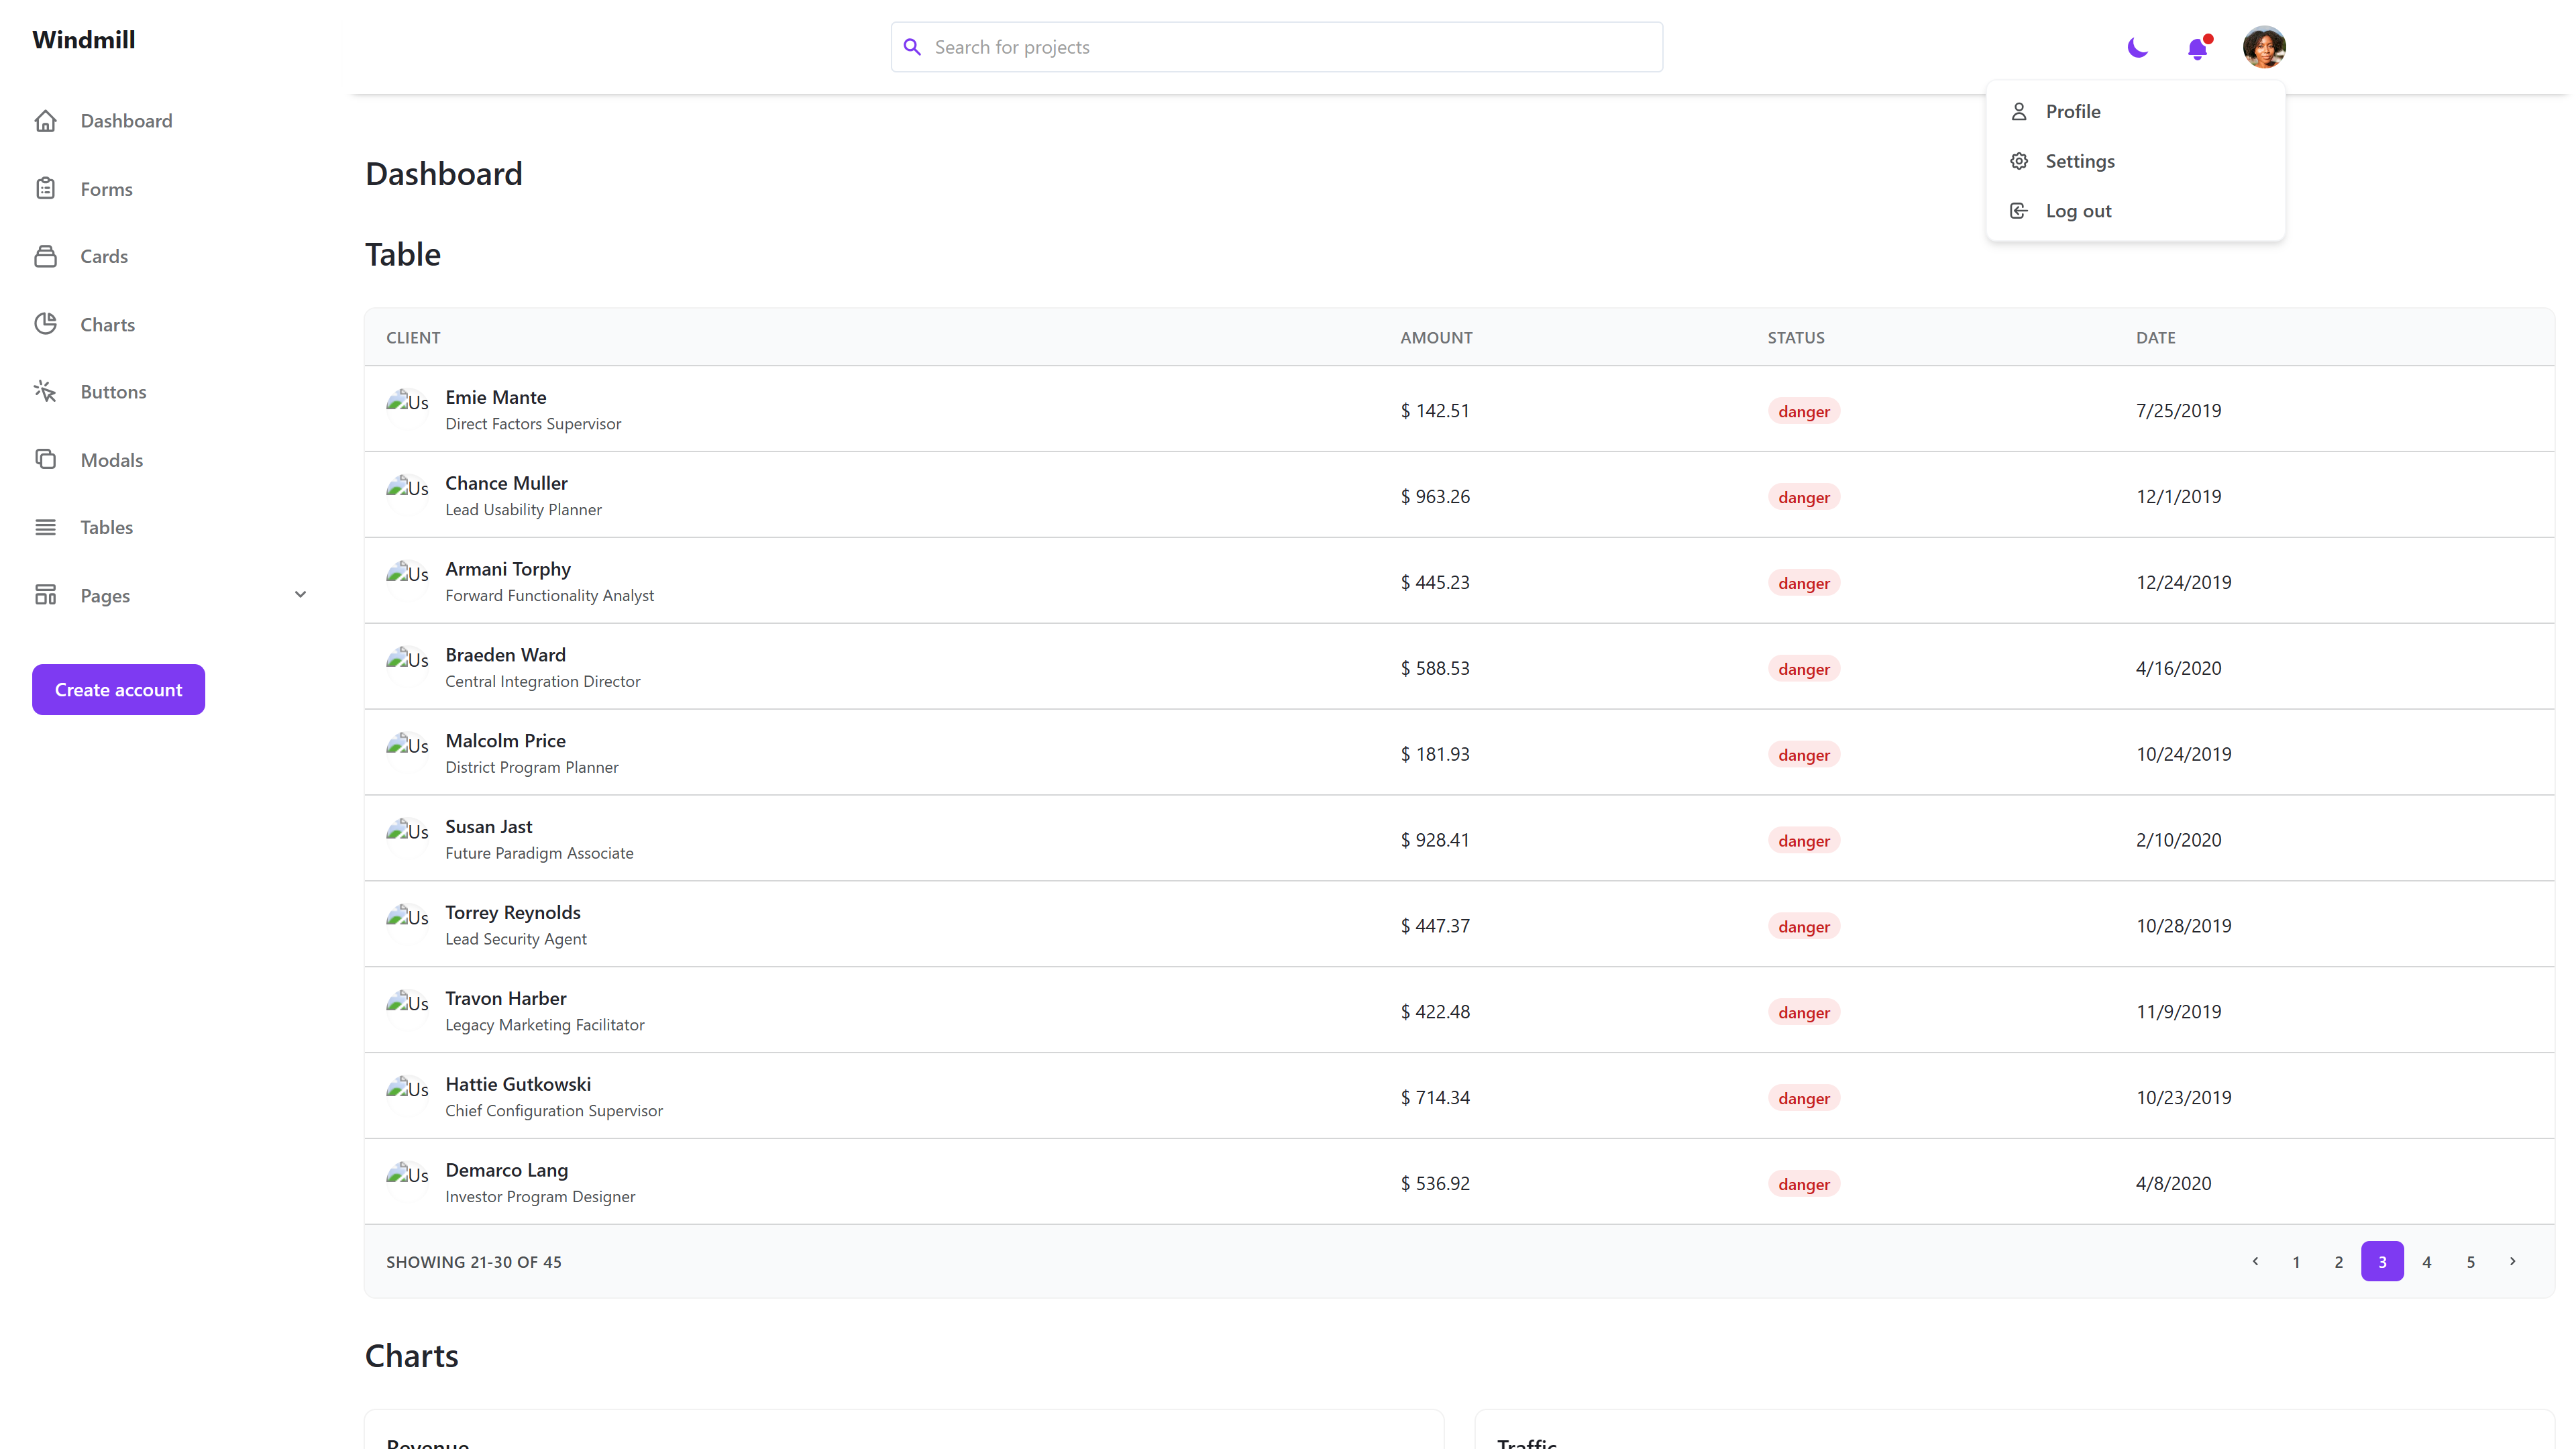 Windmill
Search for projects
Profile
Settings
Log out
Dashboard
Forms
Cards
Charts
Buttons
Modals
Tables
Pages
Create account
Dashboard
Table
CLIENT AMOUNT STATUS DATE
Us Emie Mante $ 142.51 danger 7/25/2019
Direct Factors Supervisor
Us Chance Muller $ 963.26 danger 12/1/2019
Lead Usability Planner
Us Armani Torphy $ 445.23 danger 12/24/2019
Forward Functionality Analyst
Us Braeden Ward $ 588.53 danger 4/16/2020
Central Integration Director
Us Malcolm Price $ 181.93 danger 10/24/2019
District Program Planner
Us Susan Jast $ 928.41 danger 2/10/2020
Future Paradigm Associate
Us Torrey Reynolds $ 447.37 danger 10/28/2019
Lead Security Agent
Us Travon Harber $ 422.48 danger 11/9/2019
Legacy Marketing Facilitator
Us Hattie Gutkowski $ 714.34 danger 10/23/2019
Chief Configuration Supervisor
Us Demarco Lang $ 536.92 danger 4/8/2020
Investor Program Designer
SHOWING 21-30 OF 45 1 2 3 4 5
Charts
Revenue Traffic